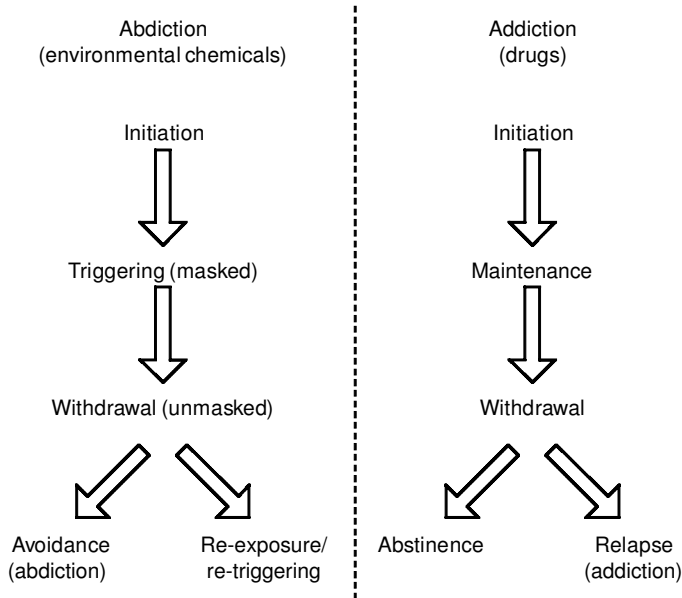 Abdiction
(environmental chemicals)
Initiation
Triggering (masked)
Withdrawal (unmasked)
Avoidance
(abdiction)
Re-exposure/
re-triggering
Addiction
(drugs)
Initiation
Maintenance
Withdrawal
Abstinence
Relapse
(addiction)